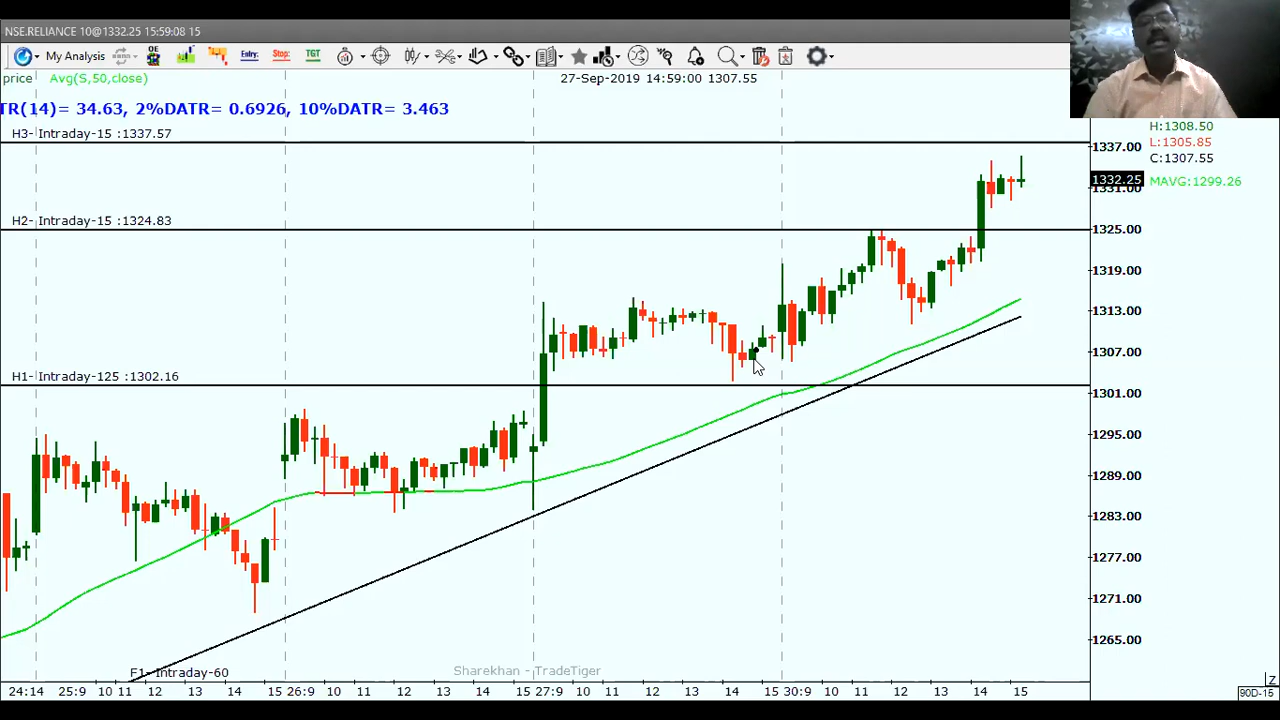 NSE.RELIANCE 10@1332.25 15:59:08 15
My Analysis OE Entry: Stop: TGT
price Avg(S,50,close) 27-Sep-2019 14:59:00 1307.55
TR(14)= 34.63, 2%DATR= 0.6926, 10%DATR= 3.463
H:1308.50
L:1305.85
C:1307.55
MAVG:1299.26
H3- Intraday-15 :1337.57
H2- Intraday-15 :1324.83
H1- Intraday-125 :1302.16
F1- Intraday-60
Sharekhan - TradeTiger
1337.00
1332.25
1331.00
1325.00
1319.00
1313.00
1307.00
1301.00
1295.00
1289.00
1283.00
1277.00
1271.00
1265.00
24:14 25:9 10 11 12 13 14 15 26:9 10 11 12 13 14 15 27:9 10 11 12 13 14 15 30:9 10 11 12 13 14 15
Z
90D-15